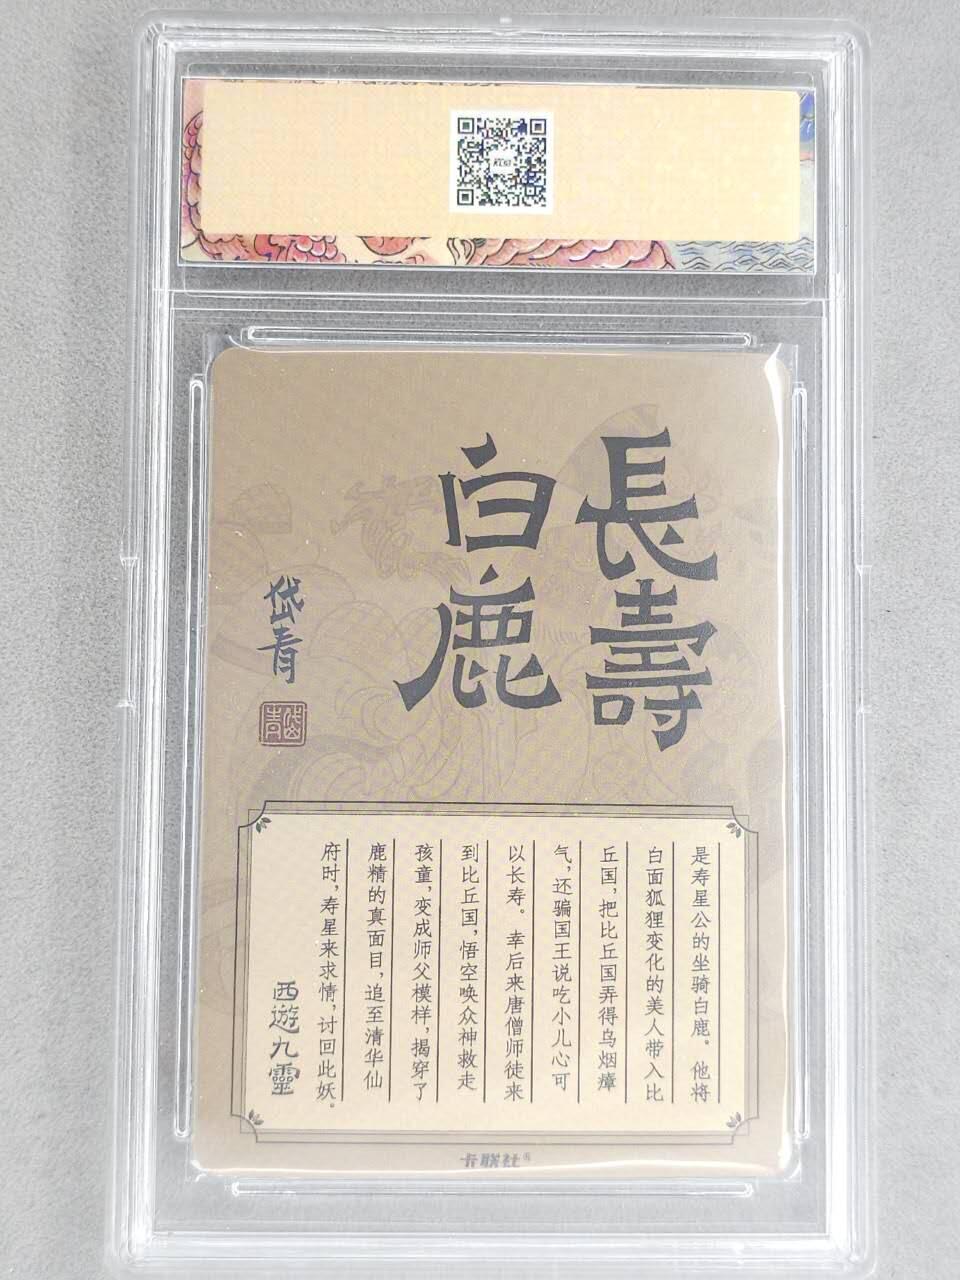 長壽
白鹿
岱青
岱青
是寿星公的坐骑白鹿。他将
白面狐狸变化的美人带入比
丘国，把比丘国弄得乌烟瘴
气，还骗国王说吃小儿心可
以长寿。幸后来唐僧师徒来
到比丘国，悟空唤众神救走
孩童，变成师父模样，揭穿了
鹿精的真面目，追至清华仙
府时，寿星来求情，讨回此妖。
西遊九靈
卡联社®